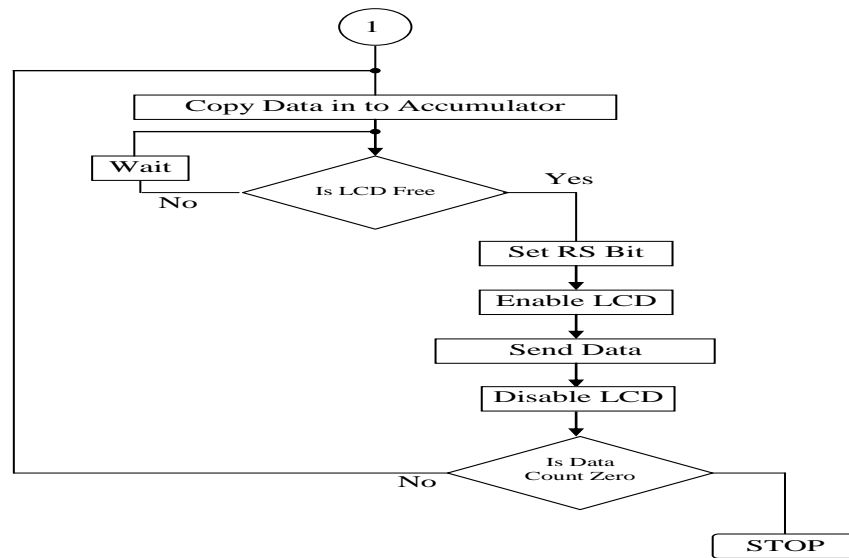 1
Copy Data in to Accumulator
Wait
Is LCD Free
No
Yes
Set RS Bit
Enable LCD
Send Data
Disable LCD
Is Data
Count Zero
No
STOP